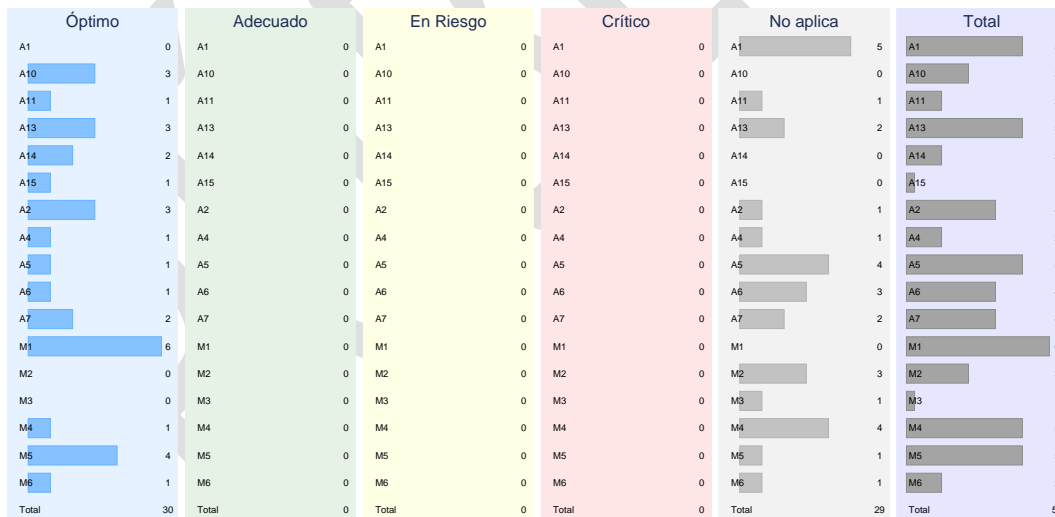 Óptimo Adecuado En Riesgo Crítico No aplica Total
A1 0 A1 0 A1 0 A1 0 A1 5 A1
A10 3 A10 0 A10 0 A10 0 A10 0 A10
A11 1 A11 0 A11 0 A11 0 A11 1 A11
A13 3 A13 0 A13 0 A13 0 A13 2 A13
A14 2 A14 0 A14 0 A14 0 A14 0 A14
A15 1 A15 0 A15 0 A15 0 A15 0 A15
A2 3 A2 0 A2 0 A2 0 A2 1 A2
A4 1 A4 0 A4 0 A4 0 A4 1 A4
A5 1 A5 0 A5 0 A5 0 A5 4 A5
A6 1 A6 0 A6 0 A6 0 A6 3 A6
A7 2 A7 0 A7 0 A7 0 A7 2 A7
M1 6 M1 0 M1 0 M1 0 M1 0 M1
M2 0 M2 0 M2 0 M2 0 M2 3 M2
M3 0 M3 0 M3 0 M3 0 M3 1 M3
M4 1 M4 0 M4 0 M4 0 M4 4 M4
M5 4 M5 0 M5 0 M5 0 M5 1 M5
M6 1 M6 0 M6 0 M6 0 M6 1 M6
Total 30 Total 0 Total 0 Total 0 Total 29 Total